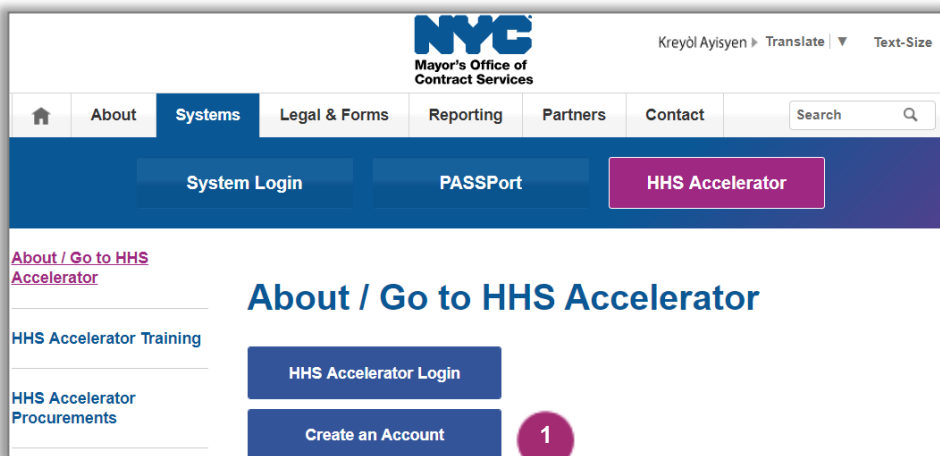 NYC
Mayor's Office of
Contract Services
Kreyòl Ayisyen Translate Text-Size
About Systems Legal & Forms Reporting Partners Contact Search
System Login PASSPort HHS Accelerator
About / Go to HHS
Accelerator
HHS Accelerator Training
HHS Accelerator
Procurements
About / Go to HHS Accelerator
HHS Accelerator Login
Create an Account 1